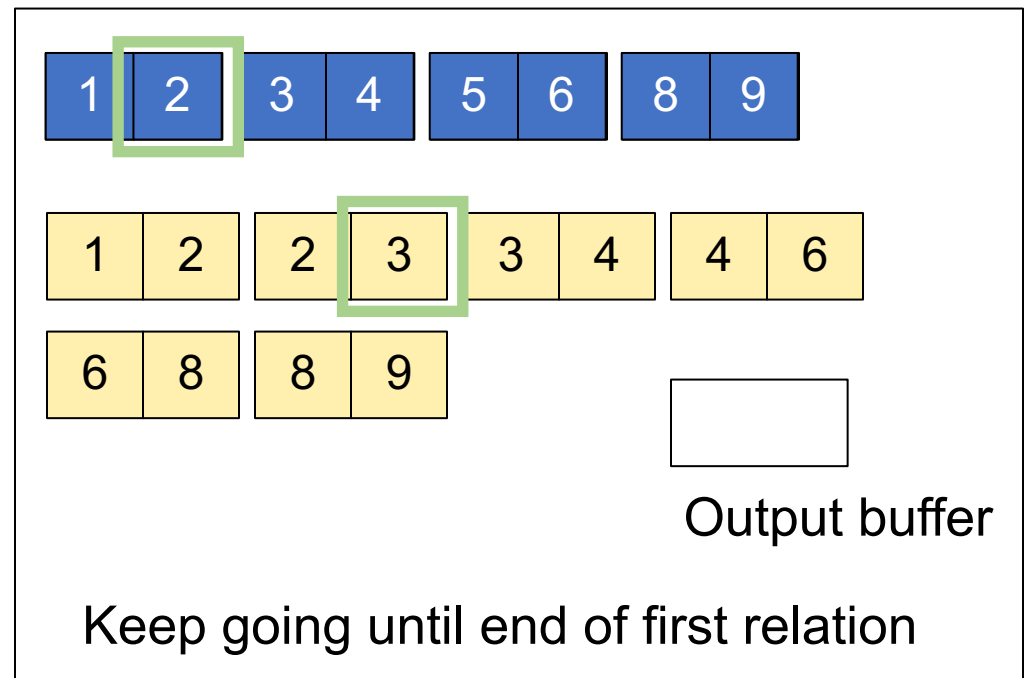 1 2 3 4 5 6 8 9
1 2 2 3 3 4 4 6
6 8 8 9
Output buffer
Keep going until end of first relation